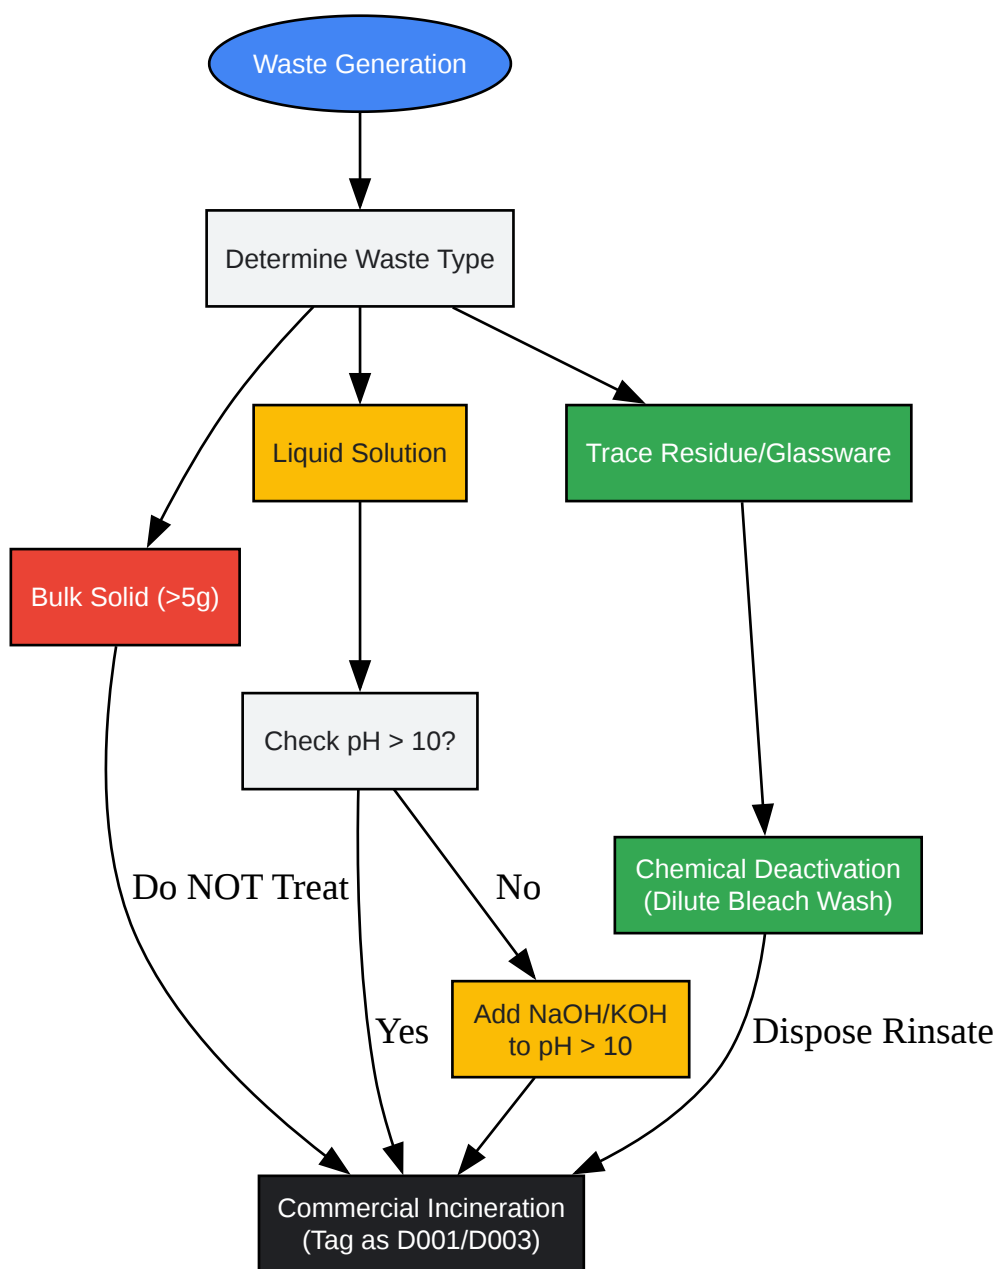 Waste Generation
Determine Waste Type
Liquid Solution
Trace Residue/Glassware
Bulk Solid (>5g)
Check pH > 10?
Chemical Deactivation
(Dilute Bleach Wash)
Do NOT Treat
No
Add NaOH/KOH
to pH > 10
Yes
Dispose Rinsate
Commercial Incineration
(Tag as D001/D003)